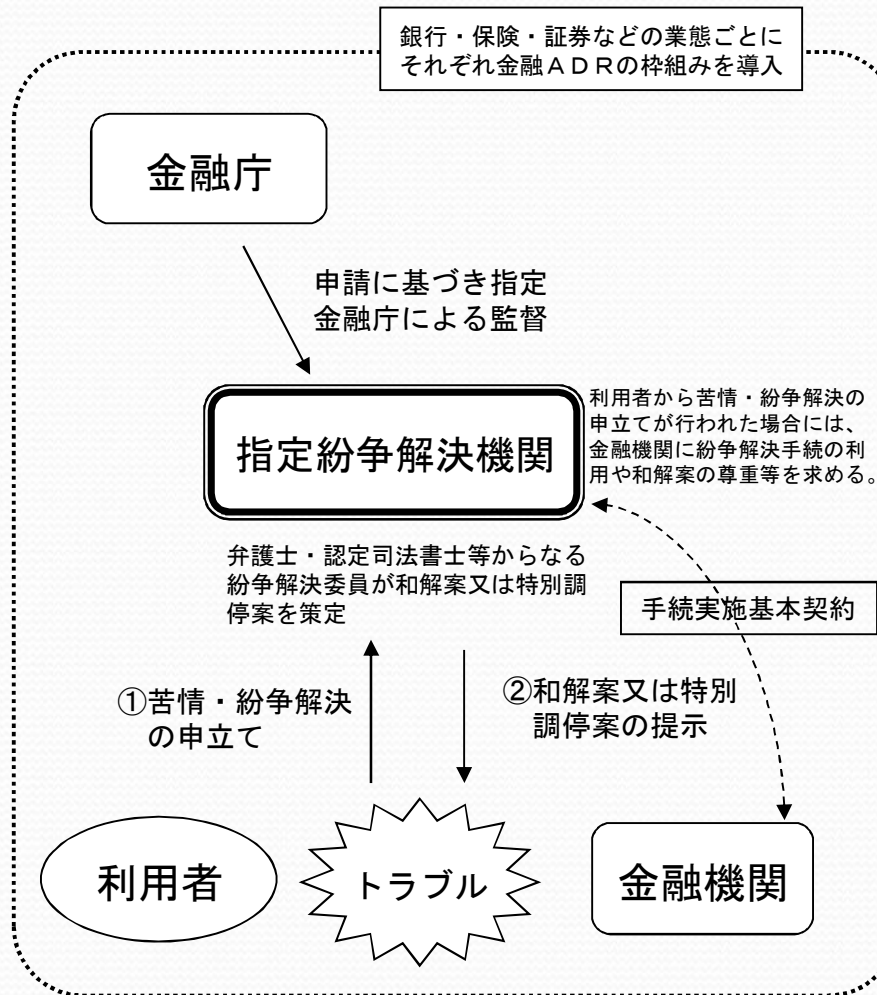 銀行・保険・証券などの業態ごとに
それぞれ金融ＡＤＲの枠組みを導入
金融庁
申請に基づき指定
金融庁による監督
指定紛争解決機関
利用者から苦情・紛争解決の
申立てが行われた場合には、
金融機関に紛争解決手続の利
用や和解案の尊重等を求める。
弁護士・認定司法書士等からなる
紛争解決委員が和解案又は特別調
停案を策定
手続実施基本契約
①苦情・紛争解決
の申立て
②和解案又は特別
調停案の提示
利用者
トラブル
金融機関